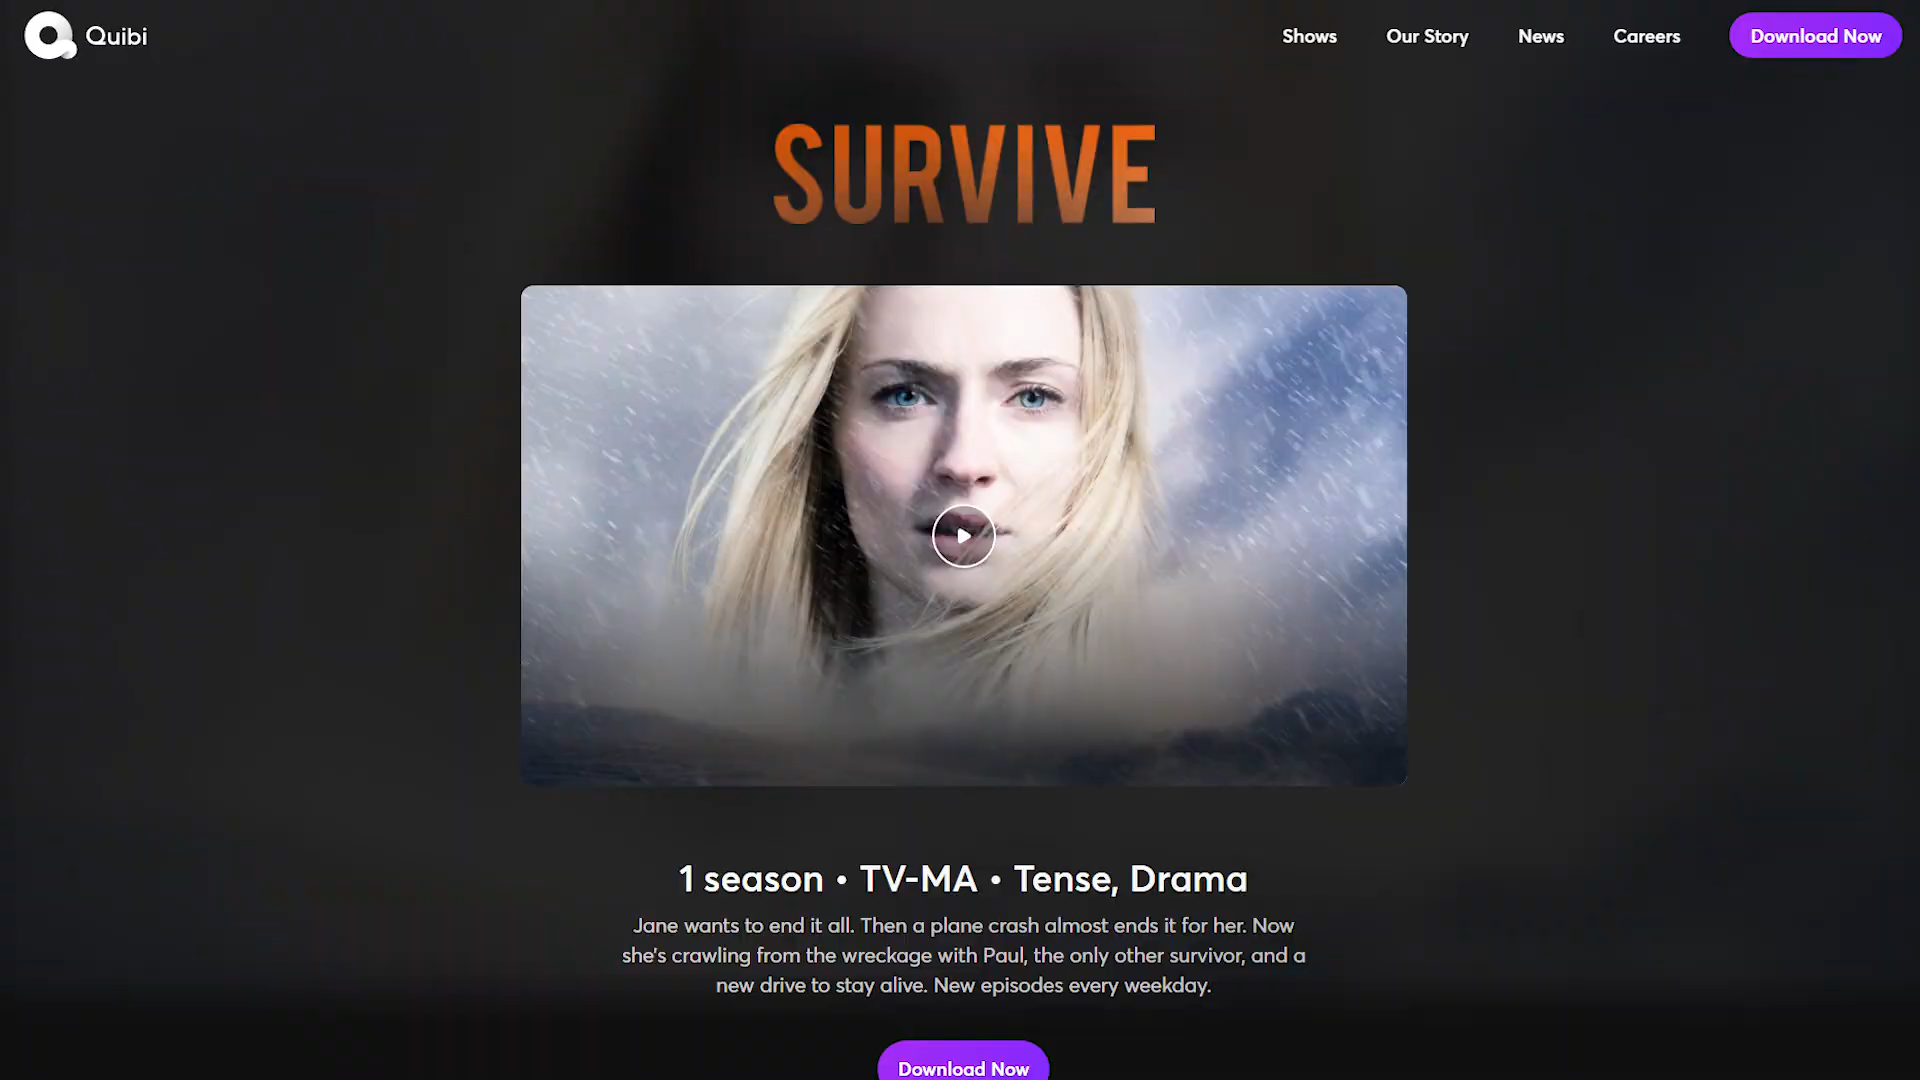 Quibi
Shows
Our Story
News
Careers
Download Now
SURVIVE
1 season • TV-MA • Tense, Drama
Jane wants to end it all. Then a plane crash almost ends it for her. Now
she's crawling from the wreckage with Paul, the only other survivor, and a
new drive to stay alive. New episodes every weekday.
Download Now